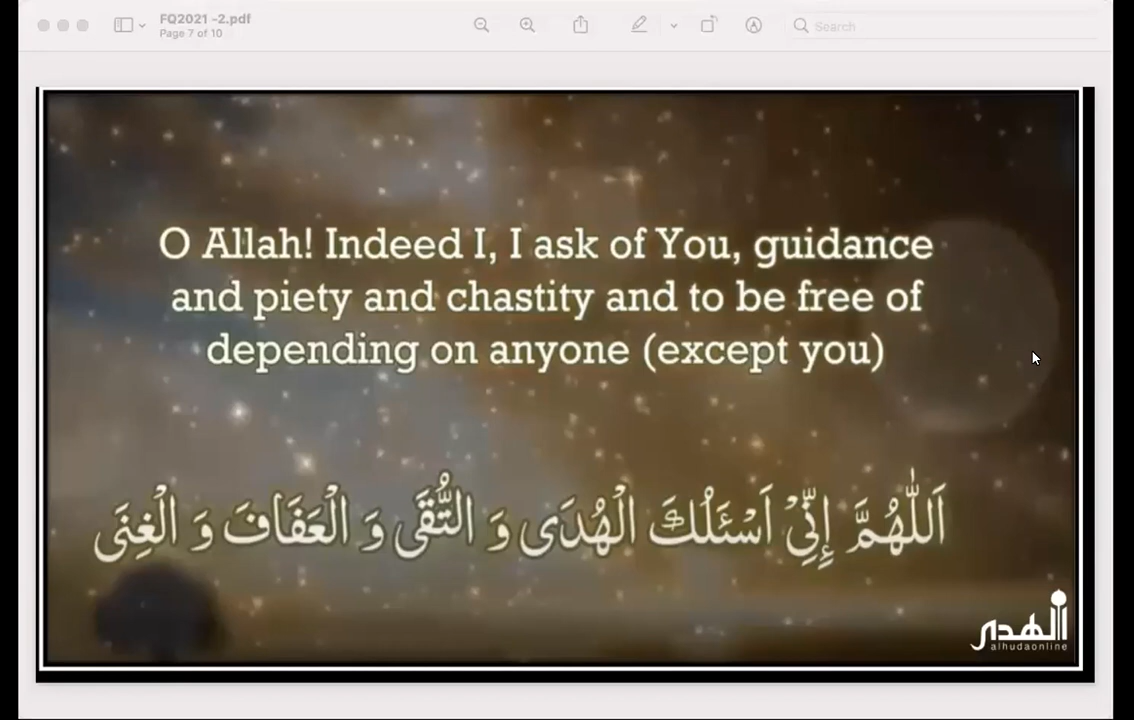 FQ2021 -2.pdf
Page 7 of 10
Search
O Allah! Indeed I, I ask of You, guidance
and piety and chastity and to be free of
depending on anyone (except you)
اَللّٰهُمَّ إِنِّيْ اَسْئَلُكَ الْهُدَى وَ التُّقَى وَ الْعَفَافَ وَ الْغِنَى
الهدى
alhudaonline